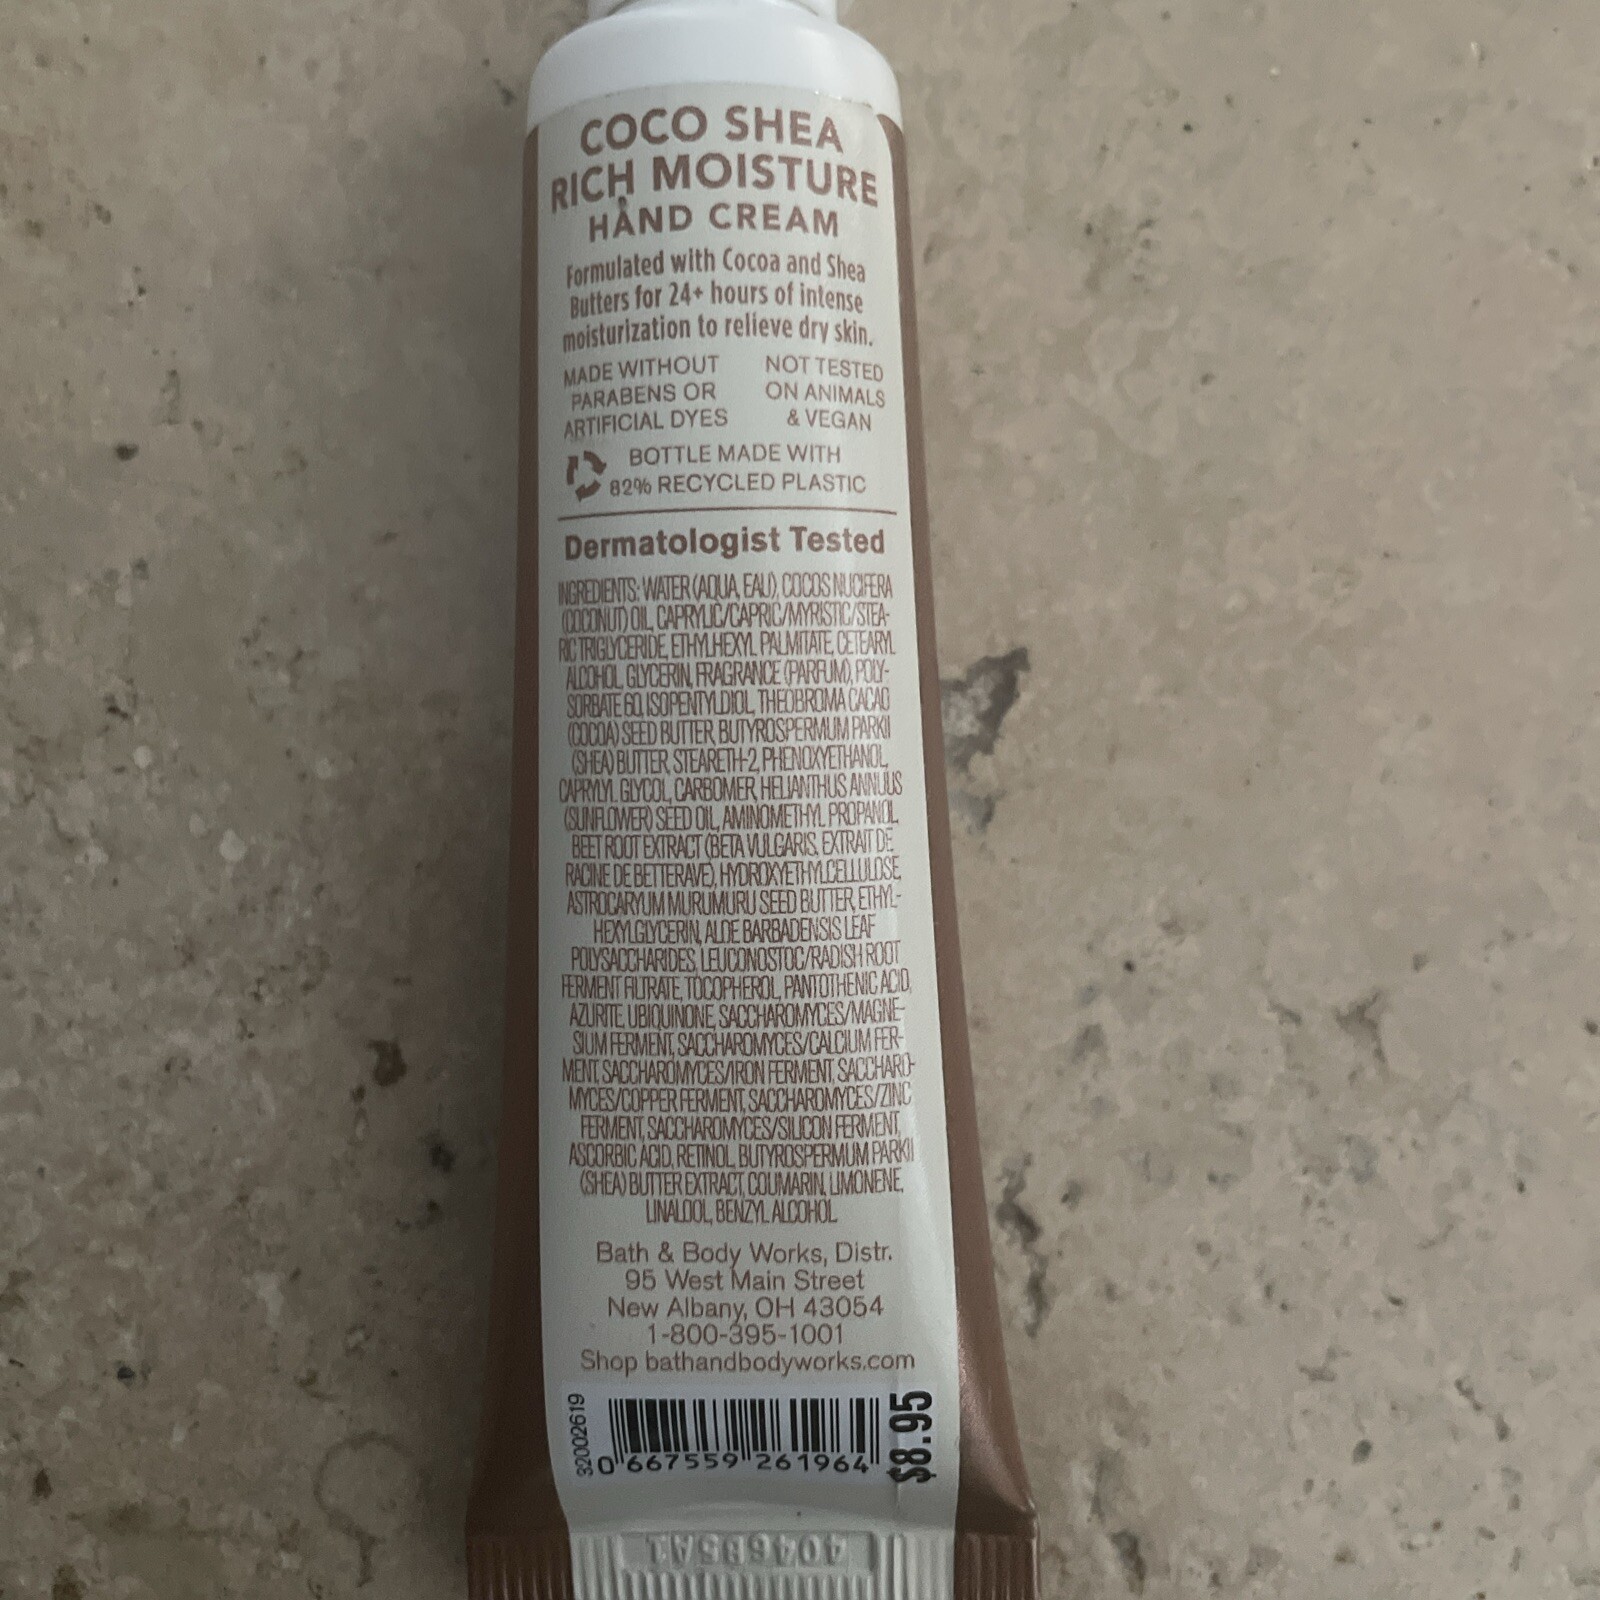 COCO SHEA
RICH MOISTURE
HAND CREAM
Formulated with Cocoa and Shea
Butters for 24+ hours of intense
moisturization to relieve dry skin.
MADE WITHOUT
PARABENS OR
ARTIFICIAL DYES
NOT TESTED
ON ANIMALS
& VEGAN
BOTTLE MADE WITH
82% RECYCLED PLASTIC
Dermatologist Tested
INGREDIENTS: WATER (AQUA, EAU), COCOS NUCIFERA
(COCONUT) OIL, CAPRYLIC/CAPRIC/MYRISTIC/STEA-
RIC TRIGLYCERIDE, ETHYLHEXYL PALMITATE, CETEARYL
ALCOHOL, GLYCERIN, FRAGRANCE (PARFUM), POLY-
SORBATE 60, ISOPENTYLDIOL, THEOBROMA CACAO
(COCOA) SEED BUTTER, BUTYROSPERMUM PARKII
(SHEA) BUTTER, STEARETH-2, PHENOXYETHANOL,
CAPRYLYL GLYCOL, CARBOMER, HELIANTHUS ANNUUS
(SUNFLOWER) SEED OIL, AMINOMETHYL PROPANOL,
BEET ROOT EXTRACT (BETA VULGARIS, EXTRAIT DE
RACINE DE BETTERAVE), HYDROXYETHYLCELLULOSE,
ASTROCARYUM MURUMURU SEED BUTTER, ETHYL-
HEXYLGLYCERIN, ALOE BARBADENSIS LEAF
POLYSACCHARIDES, LEUCONOSTOC/RADISH ROOT
FERMENT FILTRATE, TOCOPHEROL, PANTOTHENIC ACID,
AZURITE, UBIQUINONE, SACCHAROMYCES/MAGNE-
SIUM FERMENT, SACCHAROMYCES/CALCIUM FER-
MENT, SACCHAROMYCES/IRON FERMENT, SACCHARO-
MYCES/COPPER FERMENT, SACCHAROMYCES/ZINC
FERMENT, SACCHAROMYCES/SILICON FERMENT,
ASCORBIC ACID, RETINOL, BUTYROSPERMUM PARKII
(SHEA) BUTTER EXTRACT, COUMARIN, LIMONENE,
LINALOOL, BENZYL ALCOHOL.
Bath & Body Works, Distr.
95 West Main Street
New Albany, OH 43054
1-800-395-1001
Shop bathandbodyworks.com
32002619
0 667559 261964
$8.95